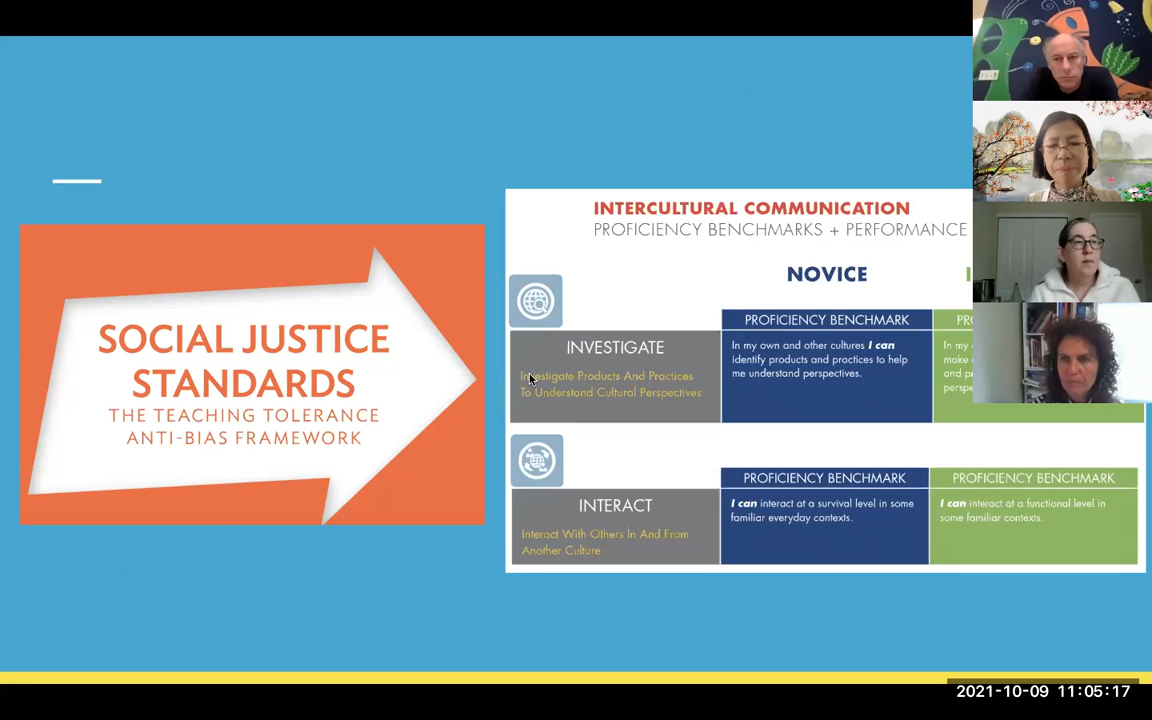 SOCIAL JUSTICE
STANDARDS
THE TEACHING TOLERANCE
ANTI-BIAS FRAMEWORK
INTERCULTURAL COMMUNICATION
PROFICIENCY BENCHMARKS + PERFORMANCE
NOVICE
INVESTIGATE
Investigate Products And Practices
To Understand Cultural Perspectives
PROFICIENCY BENCHMARK
In my own and other cultures I can
identify products and practices to help
me understand perspectives.
In my
make
INTERACT
Interact With Others In And From
Another Culture
PROFICIENCY BENCHMARK
I can interact at a survival level in some
familiar everyday contexts.
PROFICIENCY BENCHMARK
I can interact at a functional level in
some familiar contexts.
2021-10-09 11:05:17